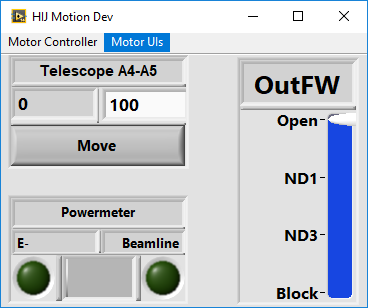 HIJ Motion Dev
Motor Controller Motor UIs
Telescope A4-A5
0 100
Move
Powermeter
E- Beamline
OutFW
Open
ND1
ND3
Block